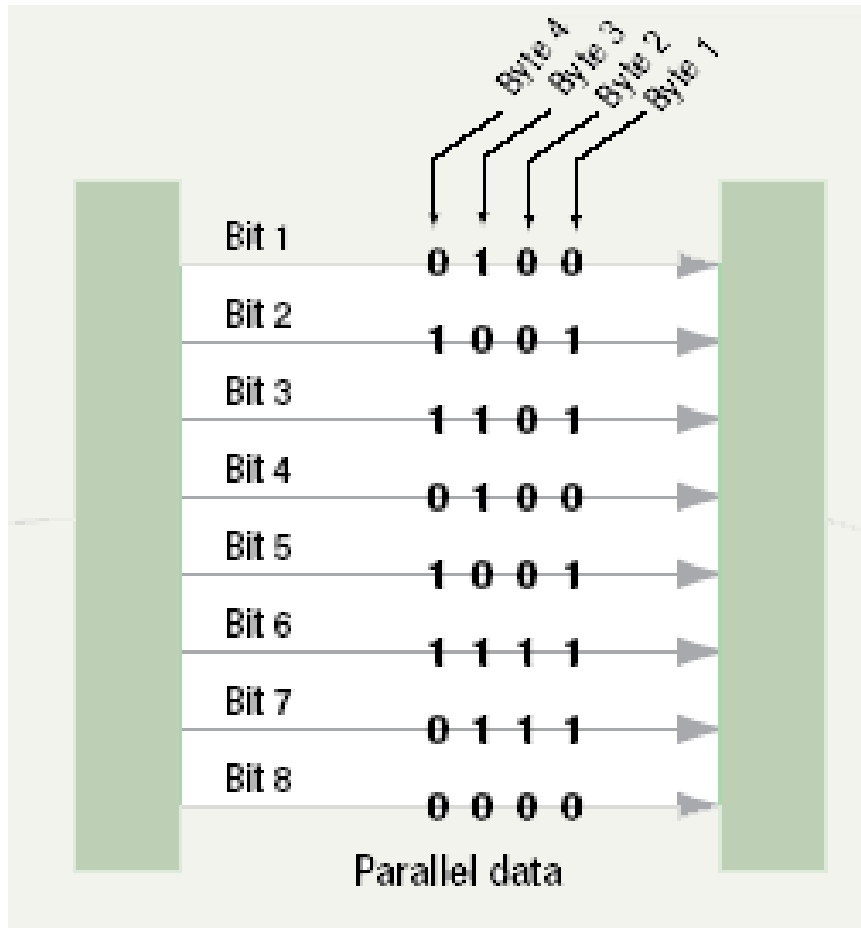 Byte 4
Byte 3
Byte 2
Byte 1
Bit 1
0 1 0 0
Bit 2
1 0 0 1
Bit 3
1 1 0 1
Bit 4
0 1 0 0
Bit 5
1 0 0 1
Bit 6
1 1 1 1
Bit 7
0 1 1 1
Bit 8
0 0 0 0
Parallel data